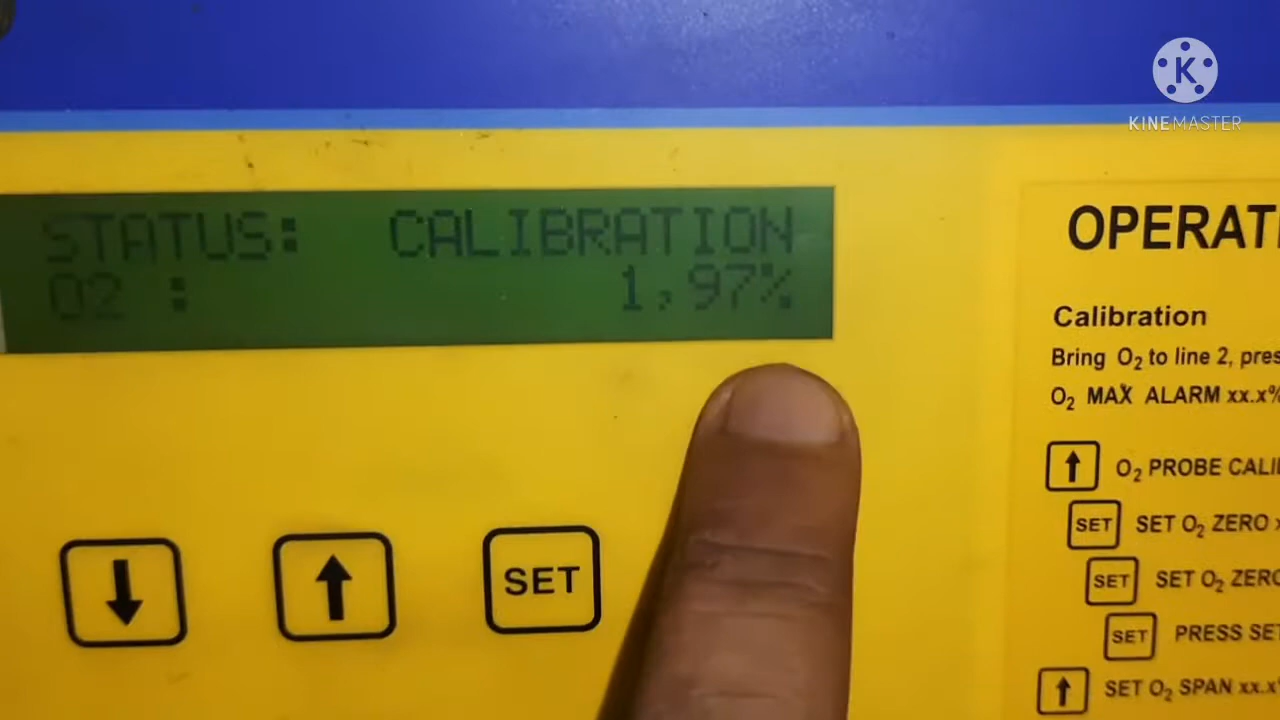 K
KINEMASTER
STATUS: CALIBRATION
O2 : 1,97%
OPERATI
Calibration
Bring O₂ to line 2, pres
O₂ MAX ALARM xx.x%
↑ O₂ PROBE CALI
SET SET O₂ ZERO x
SET SET O₂ ZERO
SET PRESS SET
↑ SET O₂ SPAN xx.x%
↓ ↑ SET